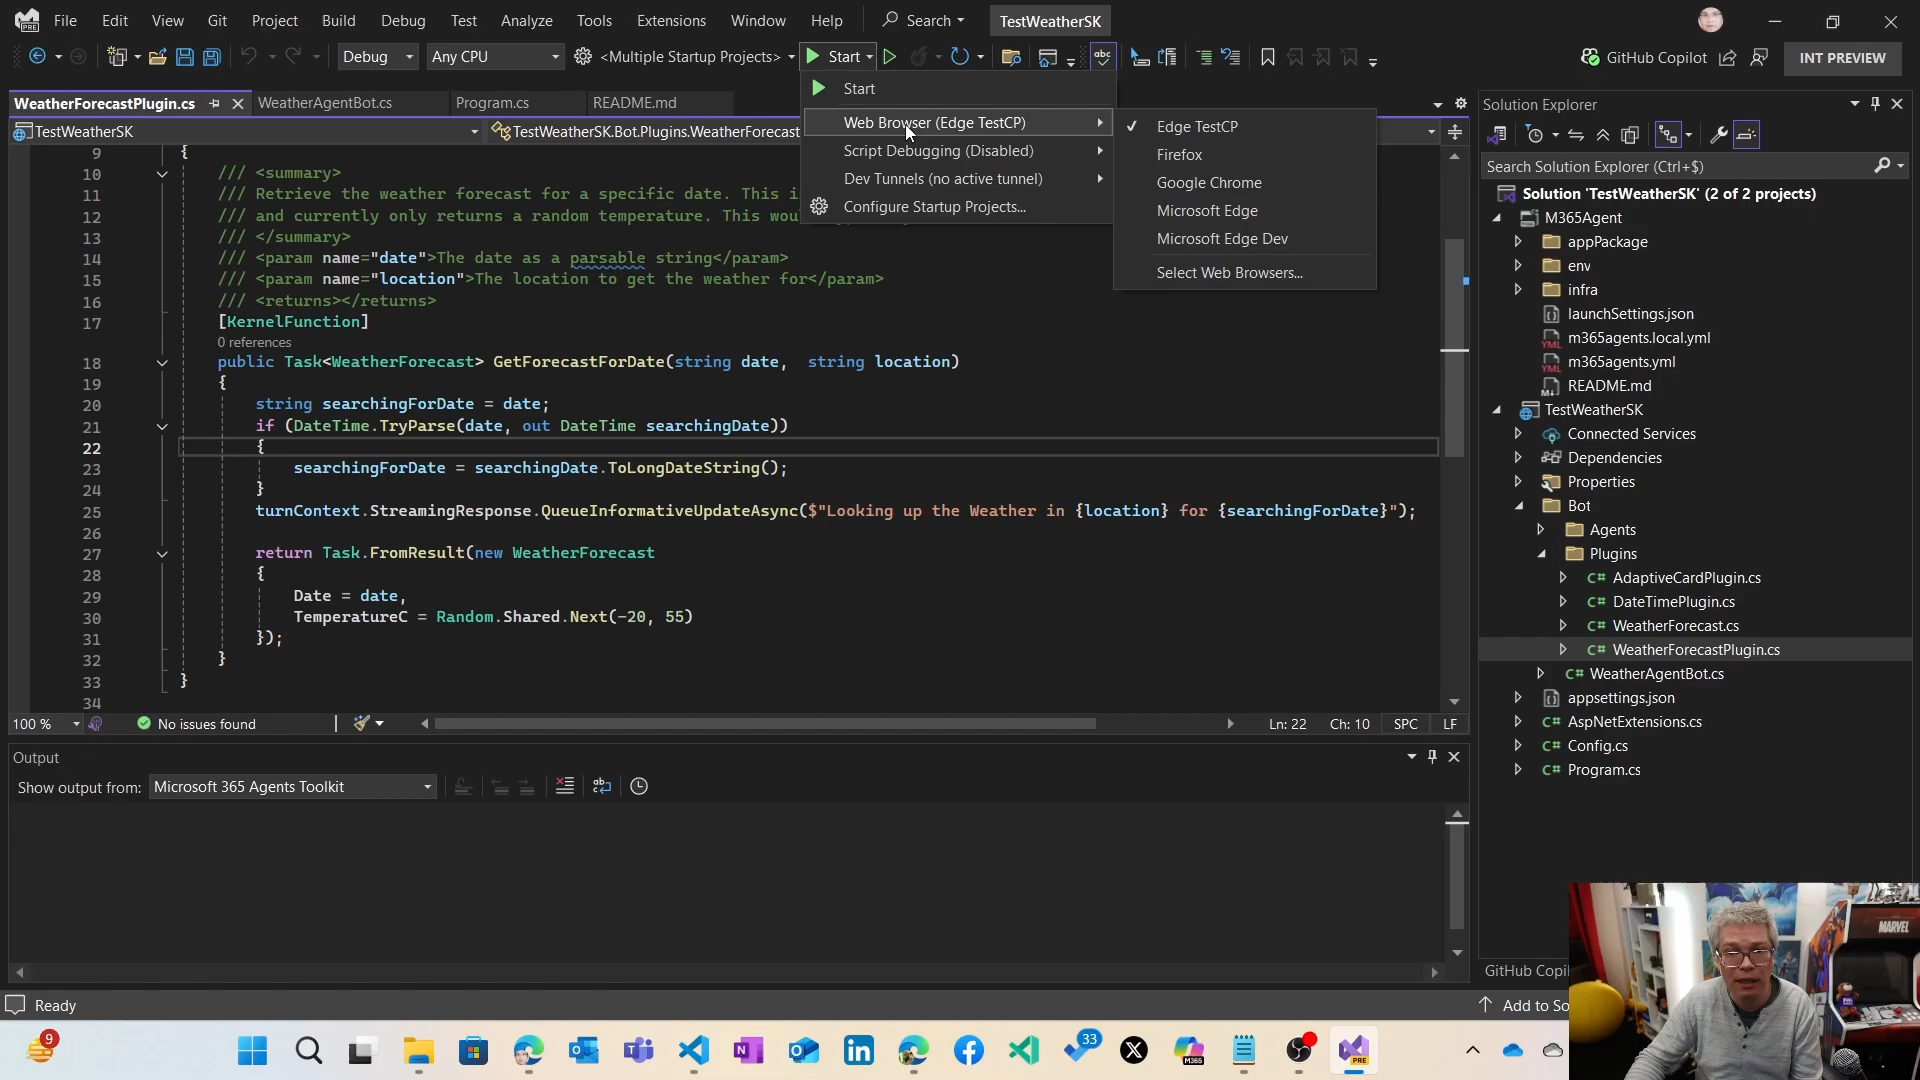 File Edit View Git Project Build Debug Test Analyze Tools Extensions Window Help Search TestWeatherSK
Debug Any CPU <Multiple Startup Projects> Start abc GitHub Copilot INT PREVIEW
WeatherForecastPlugin.cs WeatherAgentBot.cs Program.cs README.md
TestWeatherSK TestWeatherSK.Bot.Plugins.WeatherForecast
Start
Web Browser (Edge TestCP)
Script Debugging (Disabled)
Dev Tunnels (no active tunnel)
Configure Startup Projects...
Edge TestCP
Firefox
Google Chrome
Microsoft Edge
Microsoft Edge Dev
Select Web Browsers...
9 {
10 /// <summary>
11 /// Retrieve the weather forecast for a specific date. This i
12 /// and currently only returns a random temperature. This wou
13 /// </summary>
14 /// <param name="date">The date as a parsable string</param>
15 /// <param name="location">The location to get the weather for</param>
16 /// <returns></returns>
17 [KernelFunction]
0 references
18 public Task<WeatherForecast> GetForecastForDate(string date, string location)
19 {
20 string searchingForDate = date;
21 if (DateTime.TryParse(date, out DateTime searchingDate))
22 {
23 searchingForDate = searchingDate.ToLongDateString();
24 }
25 turnContext.StreamingResponse.QueueInformativeUpdateAsync($"Looking up the Weather in {location} for {searchingForDate}");
26
27 return Task.FromResult(new WeatherForecast
28 {
29 Date = date,
30 TemperatureC = Random.Shared.Next(-20, 55)
31 });
32 }
33 }
34
100 % No issues found Ln: 22 Ch: 10 SPC LF
Output
Show output from: Microsoft 365 Agents Toolkit
Solution Explorer
Search Solution Explorer (Ctrl+$)
Solution 'TestWeatherSK' (2 of 2 projects)
M365Agent
appPackage
env
infra
launchSettings.json
YML m365agents.local.yml
YML m365agents.yml
README.md
TestWeatherSK
Connected Services
Dependencies
Properties
Bot
Agents
Plugins
C# AdaptiveCardPlugin.cs
C# DateTimePlugin.cs
C# WeatherForecast.cs
C# WeatherForecastPlugin.cs
C# WeatherAgentBot.cs
appsettings.json
C# AspNetExtensions.cs
C# Config.cs
C# Program.cs
GitHub Copil
MARVEL
Ready Add to So
9 33 M365 PRE